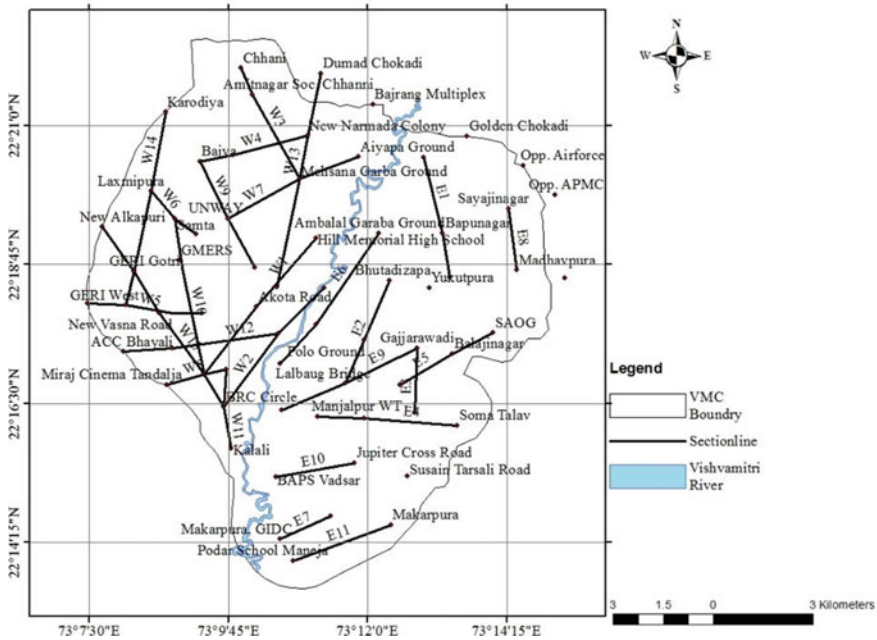 N
W E
S
Chhani
Dumad Chokadi
Amitnagar Soc. Chhanni
Bajrang Multiplex
Karodiya
22°21'0"N
W3
New Narmada Colony
Golden Chokadi
W4
Bajva
W13
Aiyapa Ground
W14
Mehsana Garba Ground
Opp. Airforce
Laxmipura
W9
W7
E1
Opp. APMC
W6
UNWAY
Sayajinagar
New Alkapuri
Samta
Ambalal Garaba Ground
Bapunagar
E8
GMERS
Hill Memorial High School
22°18'45"N
GERI Gotri
W1
E6
Bhutadizapa
Yukutpura
Madhavpura
GERI West
W5
W10
Akota Road
New Vasna Road
W12
E2
SAOG
ACC Bhayali
Gajjarawadi
Polo Ground
E9
E5
Balajinagar
Miraj Cinema Tandalja
W2
Lalbaug Bridge
E3
22°16'30"N
BRC Circle
Manjalpur WT
E4
Soma Talav
W11
Kalali
E10
Jupiter Cross Road
BAPS Vadsar
Susain Tarsali Road
Makarpura, GIDC
E7
Makarpura
22°14'15"N
Podar School Maneja
E11
73°7'30"E 73°9'45"E 73°12'0"E 73°14'15"E
Legend
VMC Boundry
Sectionline
Vishvamitri River
3 1.5 0 3 Kilometers